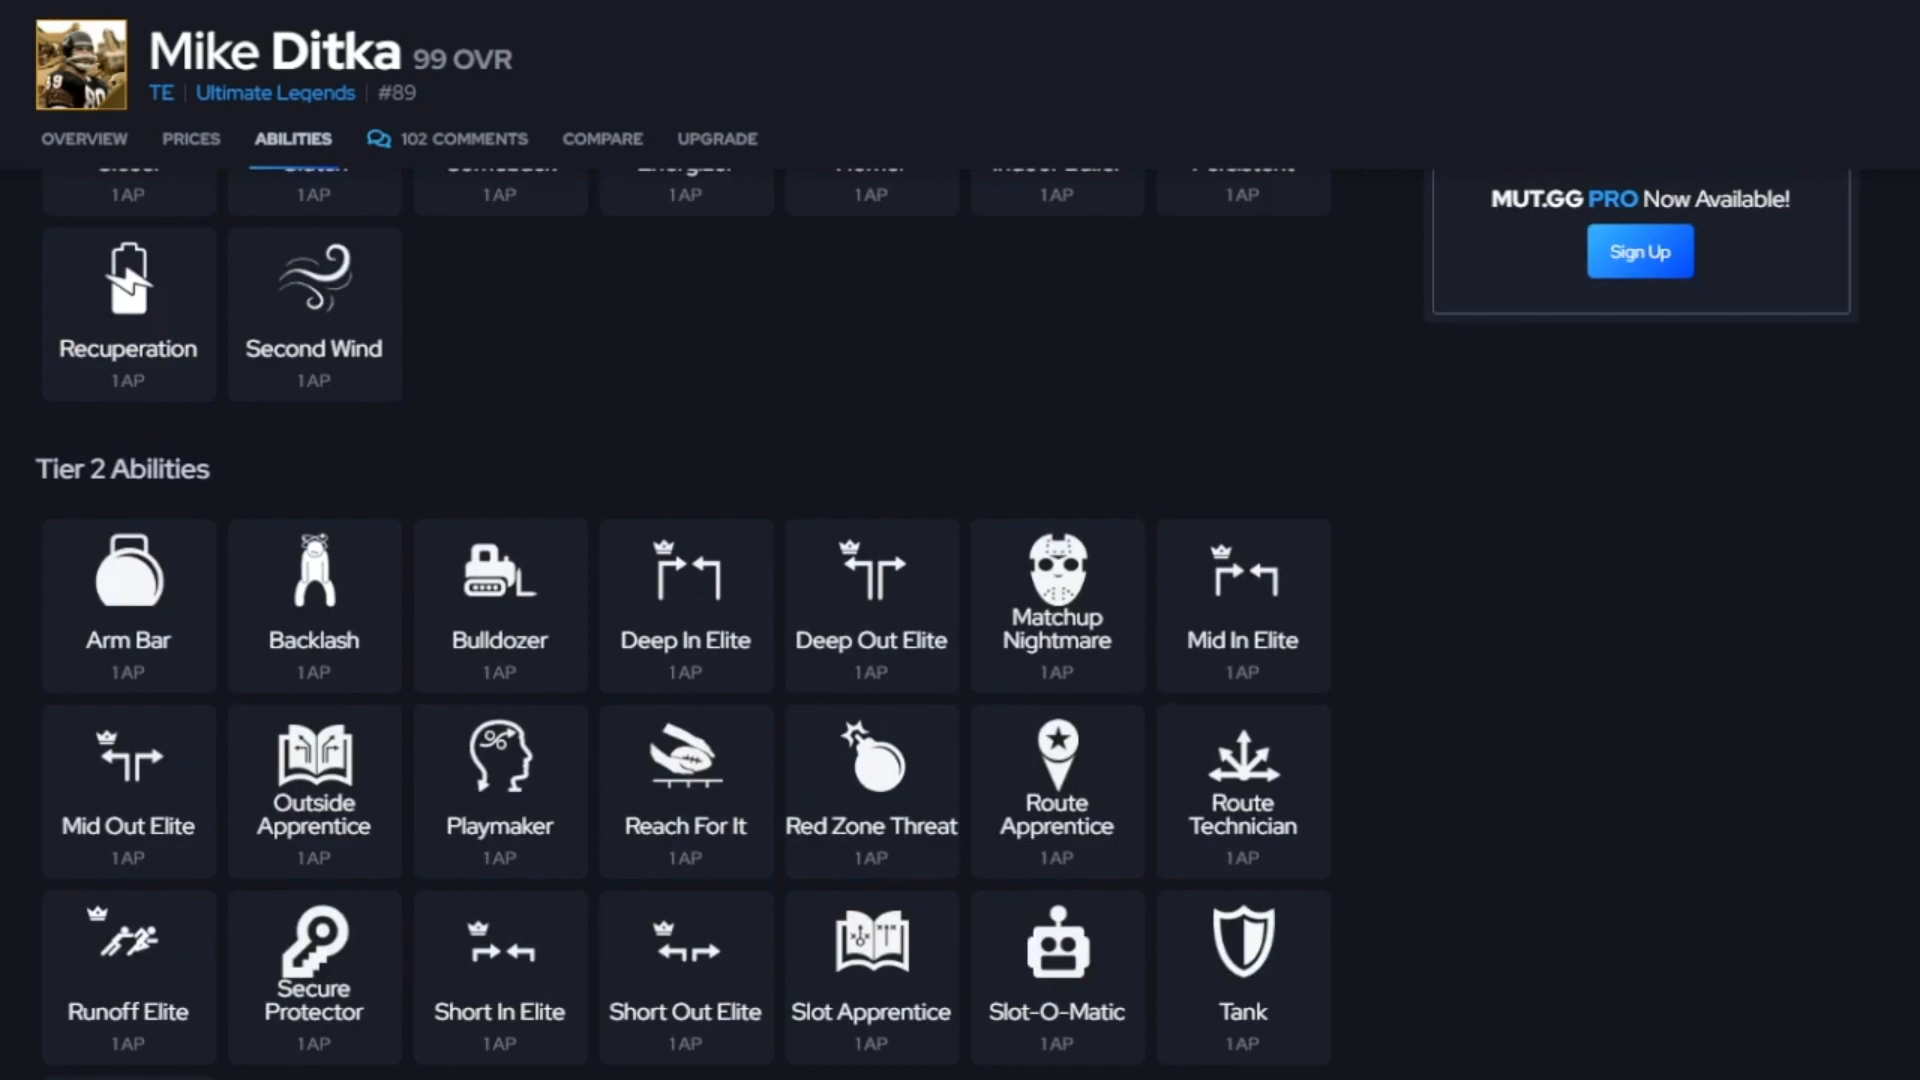 Mike Ditka 99 OVR
TE | Ultimate Legends | #89
OVERVIEW PRICES ABILITIES 102 COMMENTS COMPARE UPGRADE
1 AP 1 AP 1 AP 1 AP 1 AP 1 AP 1 AP
MUT.GG PRO Now Available!
Sign Up
Recuperation Second Wind
1 AP 1 AP
Tier 2 Abilities
Arm Bar Backlash Bulldozer Deep In Elite Deep Out Elite Matchup Nightmare Mid In Elite
1 AP 1 AP 1 AP 1 AP 1 AP 1 AP 1 AP
Mid Out Elite Outside Apprentice Playmaker Reach For It Red Zone Threat Route Apprentice Route Technician
1 AP 1 AP 1 AP 1 AP 1 AP 1 AP 1 AP
Runoff Elite Secure Protector Short In Elite Short Out Elite Slot Apprentice Slot-O-Matic Tank
1 AP 1 AP 1 AP 1 AP 1 AP 1 AP 1 AP